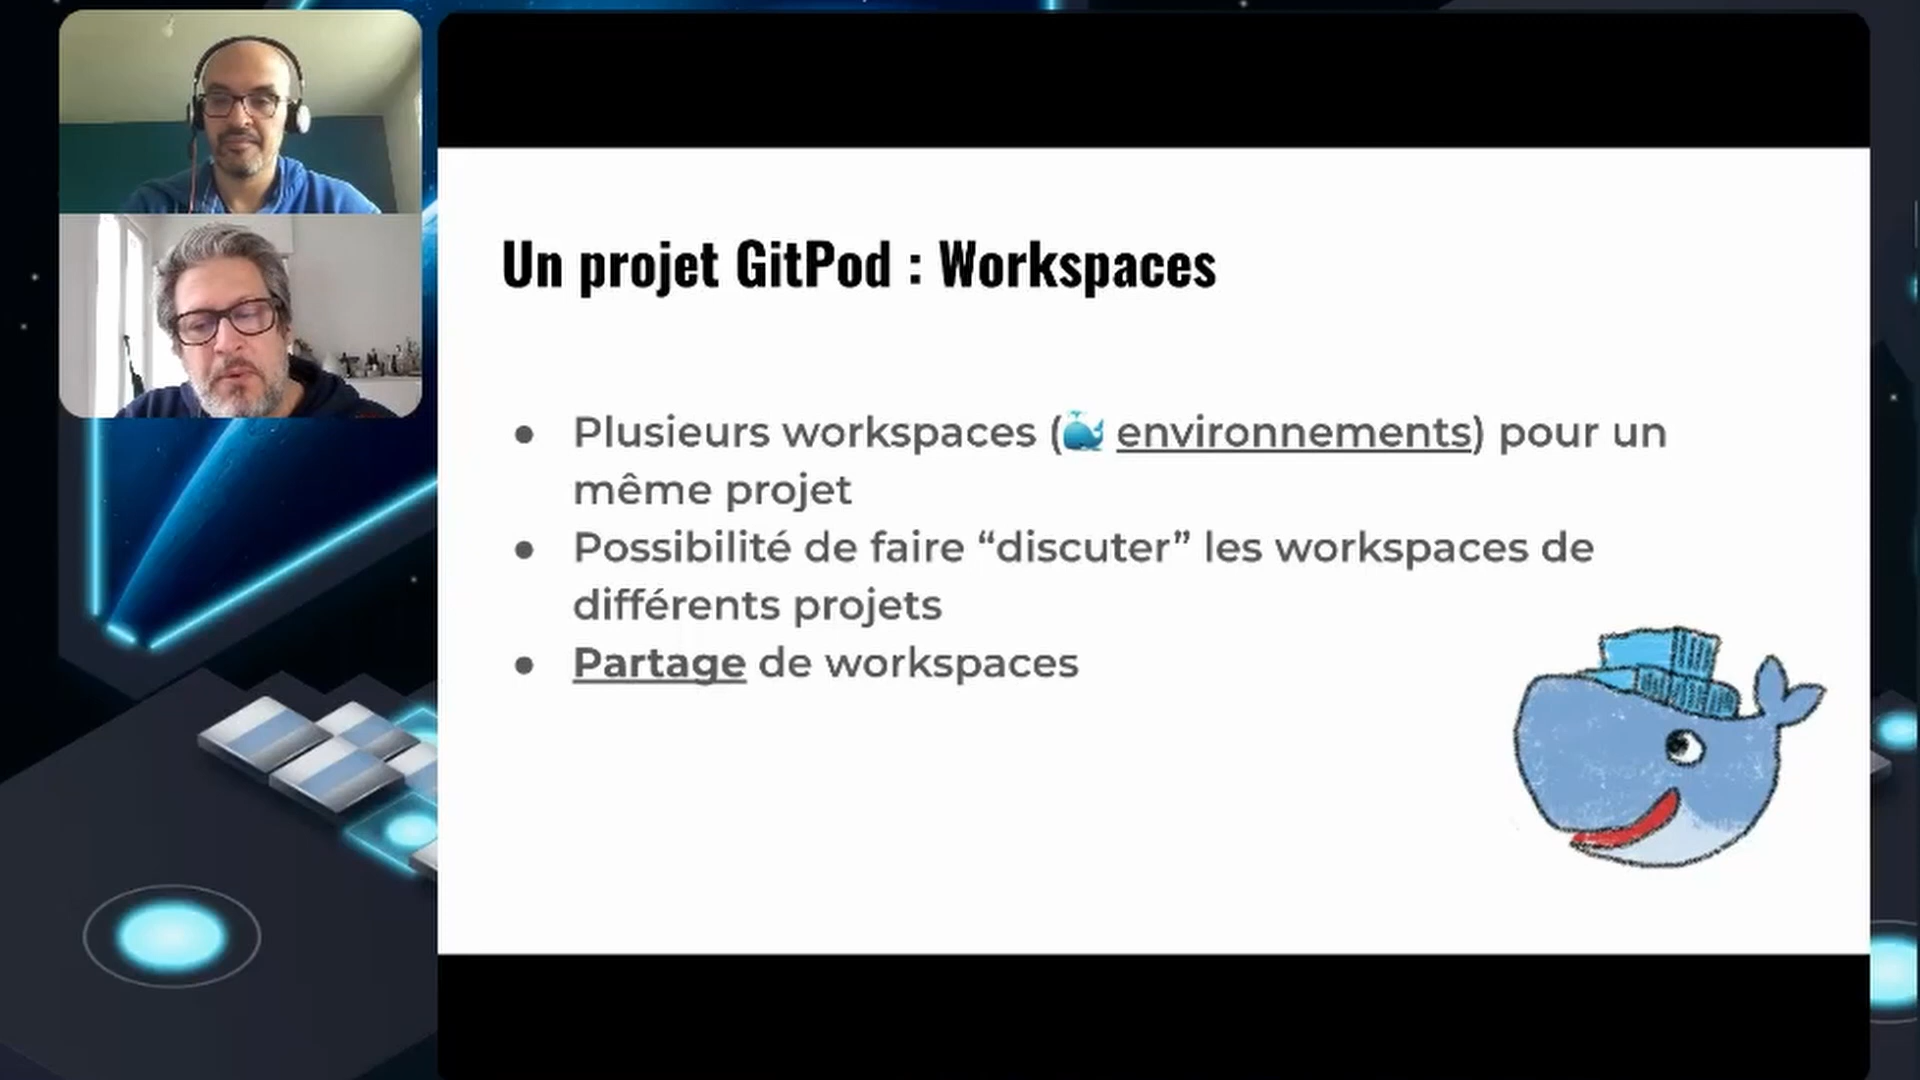 Un projet GitPod : Workspaces
● Plusieurs workspaces (🐳 environnements) pour un
même projet
● Possibilité de faire “discuter” les workspaces de
différents projets
● Partage de workspaces